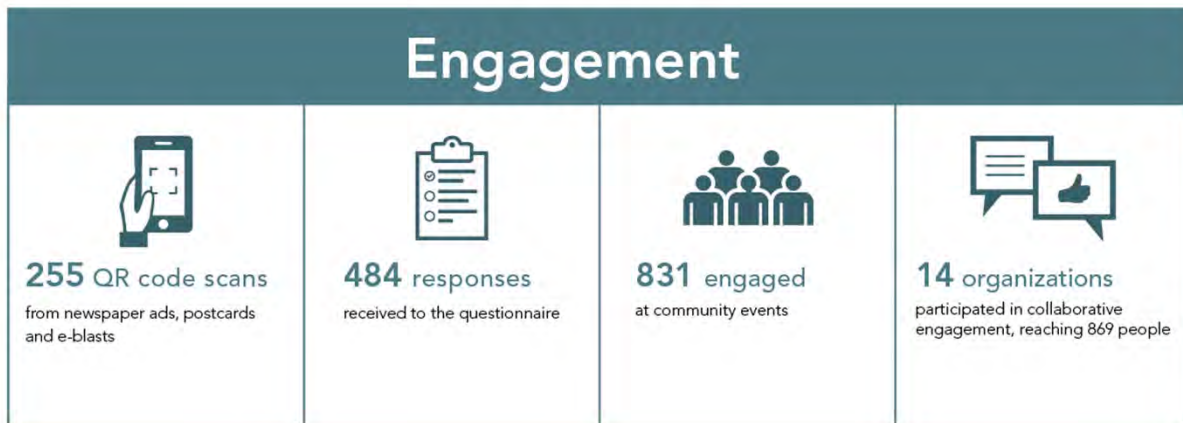 Engagement
255 QR code scans
from newspaper ads, postcards
and e-blasts
484 responses
received to the questionnaire
831 engaged
at community events
14 organizations
participated in collaborative
engagement, reaching 869 people